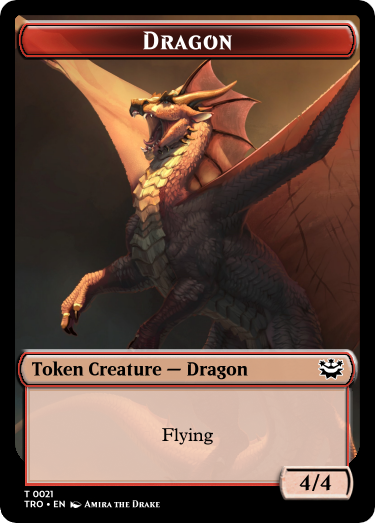 Dragon
Token Creature — Dragon
Flying
4/4
T 0021
TRO • EN Amira the Drake